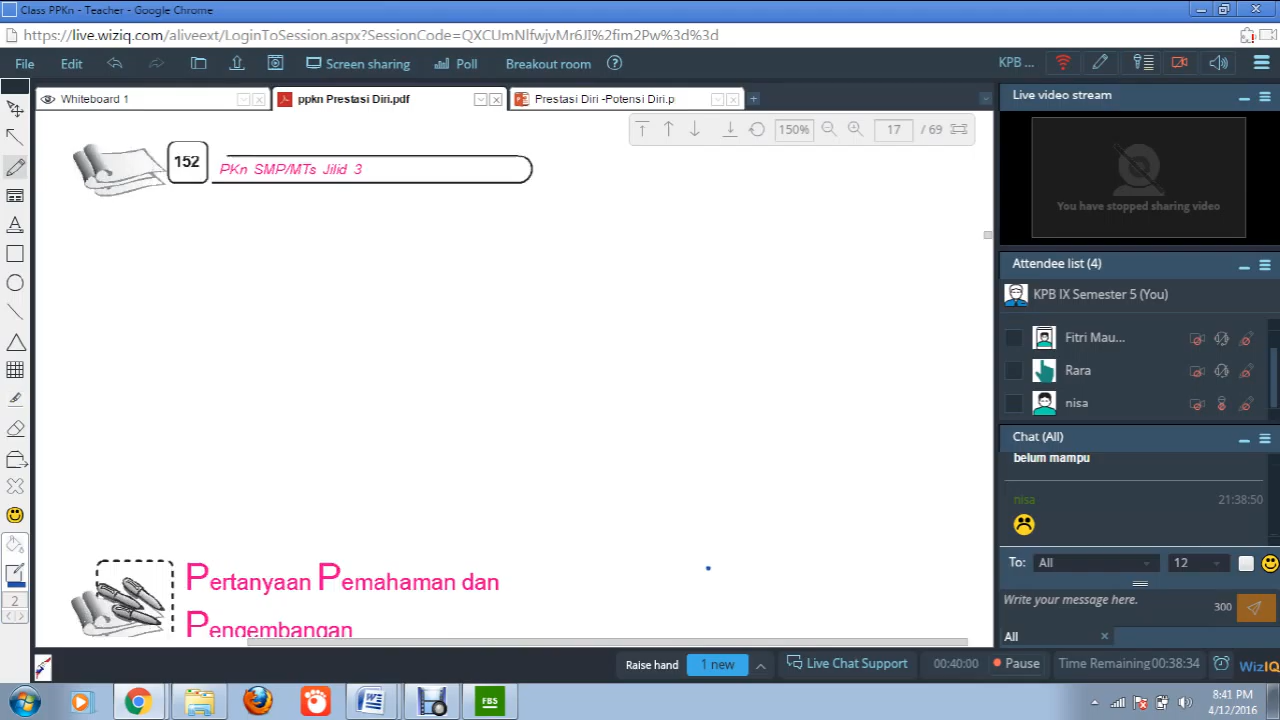 Class PPKn - Teacher - Google Chrome
https://live.wiziq.com/aliveext/LoginToSession.aspx?SessionCode=QXCUmNlfwjvMr6JI%2fim2Pw%3d%3d
File Edit Screen sharing Poll Breakout room ? KPB ...
Whiteboard 1 ppkn Prestasi Diri.pdf Prestasi Diri -Potensi Diri.p
150% 17 / 69
152 PKn SMP/MTs Jilid 3
Pertanyaan Pemahaman dan
Pengembangan
Live video stream
You have stopped sharing video
Attendee list (4)
KPB IX Semester 5 (You)
Fitri Mau...
Rara
nisa
Chat (All)
belum mampu
nisa 21:38:50
To: All 12
Write your message here. 300
All
2
Raise hand 1 new Live Chat Support 00:40:00 Pause Time Remaining 00:38:34 WizIQ
FBS
8:41 PM
4/12/2016